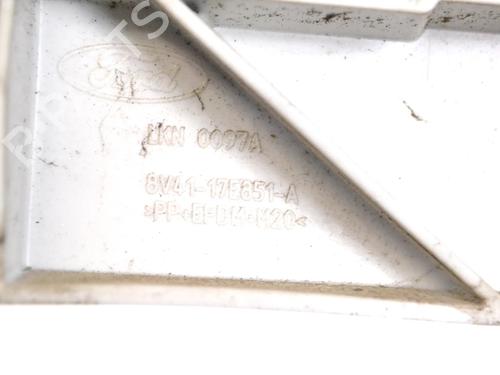 Ford
LKN 0097A
8V41-17E851-A
>PP+EPDM-M20<